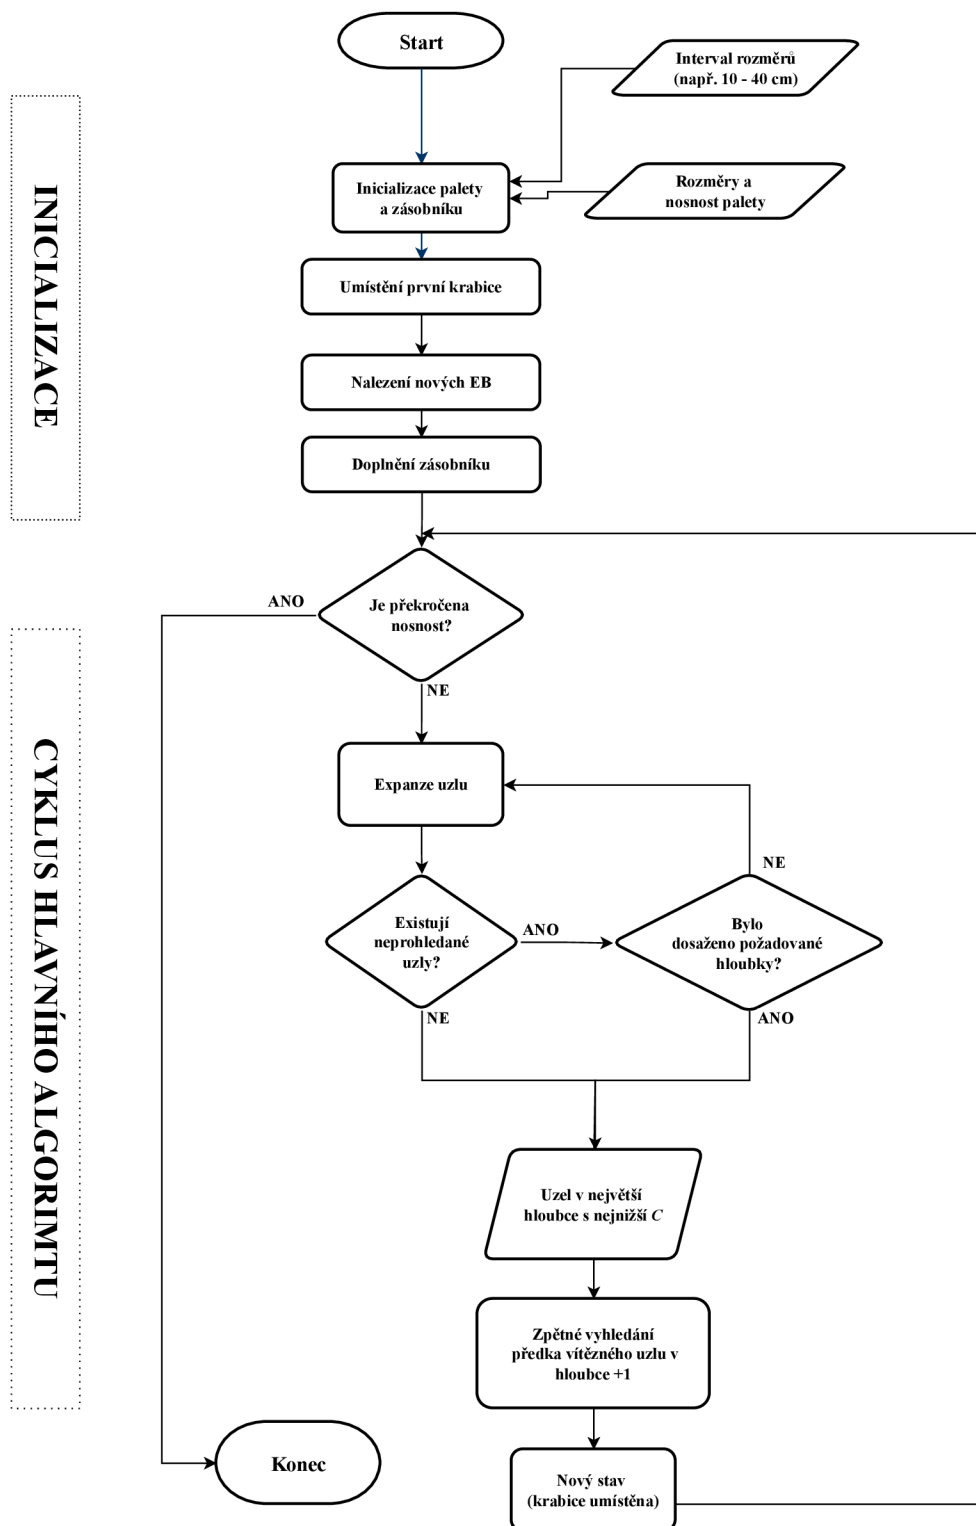 Start
Interval rozměrů
(např. 10 - 40 cm)
INICIALIZACE
Inicializace palety
a zásobníku
Rozměry a
nosnost palety
Umístění první krabice
Nalezení nových EB
Doplnění zásobníku
ANO
Je překročena
nosnost?
NE
CYKLUS HLAVNÍHO ALGORIMTU
Expanze uzlu
NE
Existují
neprohledané
uzly?
ANO
Bylo
dosaženo požadované
hloubky?
NE
ANO
Uzel v největší
hloubce s nejnižší C
Zpětné vyhledání
předka vítězného uzlu v
hloubce +1
Konec
Nový stav
(krabice umístěna)